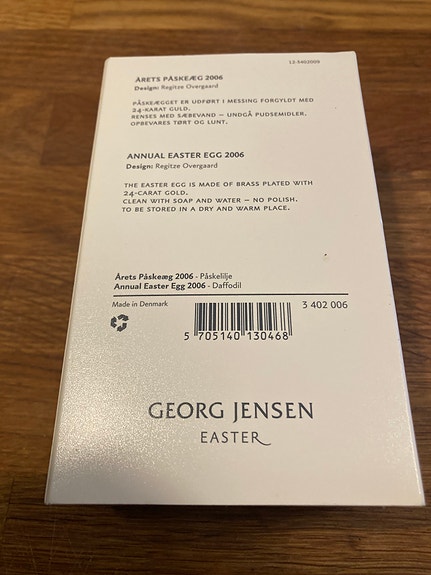 LZ-3402009
ÅRETS PÅSKEÆG 2006
Design: Regitze Overgaard
PÅSKEÆGGET ER UDFØRT I MESSING FORGYLDT MED
24-KARAT GULD.
RENSES MED SÆBEVAND – UNDGÅ PUDSEMIDLER.
OPBEVARES TØRT OG LUNT.
ANNUAL EASTER EGG 2006
Design: Regitze Overgaard
THE EASTER EGG IS MADE OF BRASS PLATED WITH
24-CARAT GOLD.
CLEAN WITH SOAP AND WATER – NO POLISH.
TO BE STORED IN A DRY AND WARM PLACE.
Årets Påskeæg 2006 - Påskelilje
Annual Easter Egg 2006 - Daffodil
Made in Denmark
3 402 006
5 705140 130468
GEORG JENSEN
EASTER